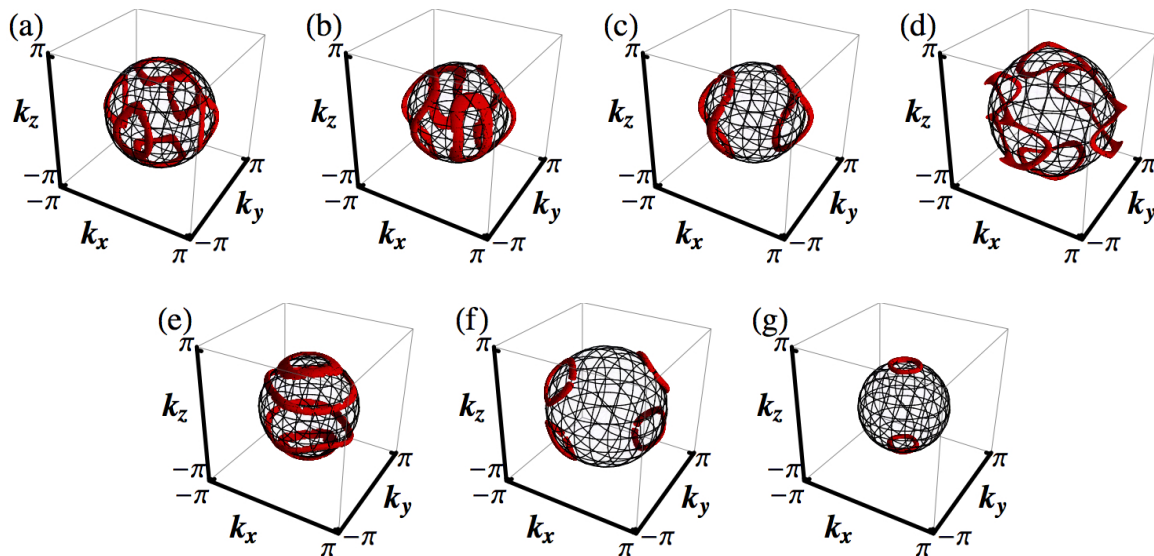 (a) (b) (c) (d)
π π π π
k_z k_z k_z k_z
−π π −π π −π π −π π
−π −π −π −π
k_x k_y k_x k_y k_x k_y k_x k_y
π −π π −π π −π π −π
(e) (f) (g)
π π π
k_z k_z k_z
−π π −π π −π π
−π −π −π
k_x k_y k_x k_y k_x k_y
π −π π −π π −π